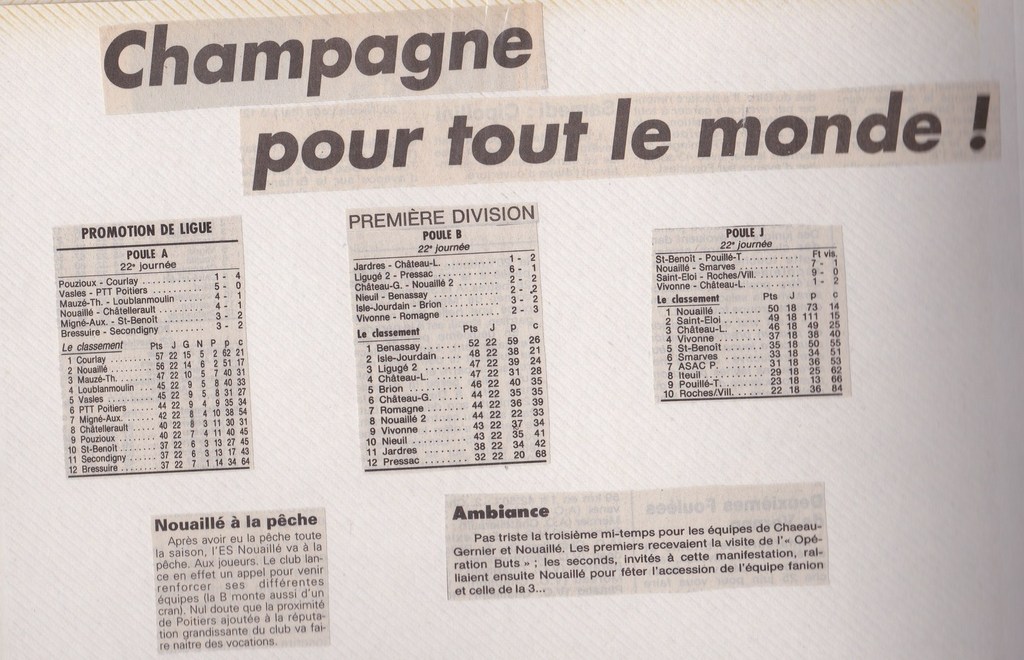 Champagne
pour tout le monde !
PROMOTION DE LIGUE
POULE A
22e journée
Pouzioux - Courlay .......... 1 - 4
Vasles - PTT Poitiers .......... 5 - 0
Mauzé-Th. - Loublanmoulin .......... 4 - 1
Nouaillé - Châtellerault .......... 4 - 1
Migné-Aux. - St-Benoît .......... 3 - 2
Bressuire - Secondigny .......... 3 - 2
Le classement Pts J G N P p c
1 Courlay ...... 57 22 15 5 2 62 21
2 Nouaillé ...... 56 22 14 6 2 51 17
3 Mauzé-Th. ...... 47 22 10 5 7 40 31
4 Loublanmoulin 45 22 9 5 8 40 33
5 Vasles ...... 45 22 9 5 8 31 27
6 PTT Poitiers ...... 44 22 9 4 9 35 34
7 Migné-Aux. ...... 42 22 8 4 10 38 54
8 Châtellerault ...... 40 22 8 3 11 30 31
9 Pouzioux ...... 40 22 7 4 11 40 45
10 St-Benoît ...... 37 22 6 3 13 27 45
11 Secondigny ...... 37 22 6 3 13 17 43
12 Bressuire ...... 37 22 7 1 14 34 64
PREMIÈRE DIVISION
POULE B
22e journée
Jardres - Château-L. .......... 1 - 2
Ligugé 2 - Pressac .......... 6 - 1
Château-G. - Nouaillé 2 .......... 2 - 2
Nieuil - Benassay .......... 2 - 2
Isle-Jourdain - Brion .......... 3 - 2
Vivonne - Romagne .......... 2 - 3
Le classement Pts J p c
1 Benassay ........ 52 22 59 26
2 Isle-Jourdain ........ 48 22 38 21
3 Ligugé 2 ........ 47 22 39 24
4 Château-L. ........ 47 22 31 28
5 Brion ........ 46 22 40 35
6 Château-G. ........ 44 22 35 35
7 Romagne ........ 44 22 36 39
8 Nouaillé 2 ........ 44 22 22 33
9 Vivonne ........ 43 22 37 34
10 Nieuil ........ 43 22 35 41
11 Jardres ........ 38 22 34 42
12 Pressac ........ 32 22 20 68
POULE J
22e journée
Ft vis.
St-Benoît - Pouillé-T. .......... 7 - 1
Nouaillé - Smarves .......... 9 - 0
Saint-Eloi - Roches/Vill. ..........
Vivonne - Château-L. .......... 1 - 2
Le classement Pts J p c
1 Nouaillé ........ 50 18 73 14
2 Saint-Eloi ........ 49 18 111 15
3 Château-L. ........ 46 18 49 25
4 Vivonne ........ 37 18 38 40
5 St-Benoît ........ 35 18 50 55
6 Smarves ........ 33 18 34 51
7 ASAC P. ........ 31 18 36 53
8 Iteuil ........ 29 18 25 62
9 Pouillé-T. ........ 23 18 13 66
10 Roches/Vill. ........ 22 18 36 84
Nouaillé à la pêche
Après avoir eu la pêche toute
la saison, l'ES Nouaillé va à la
pêche. Aux joueurs. Le club lan-
ce en effet un appel pour venir
renforcer ses différentes
équipes (la B monte aussi d'un
cran). Nul doute que la proximité
de Poitiers ajoutée à la réputa-
tion grandissante du club va fai-
re naitre des vocations.
Ambiance
Pas triste la troisième mi-temps pour les équipes de Chaeau-
Gernier et Nouaillé. Les premiers recevaient la visite de l'« Opé-
ration Buts » ; les seconds, invités à cette manifestation, ral-
liaient ensuite Nouaillé pour fêter l'accession de l'équipe fanion
et celle de la 3...